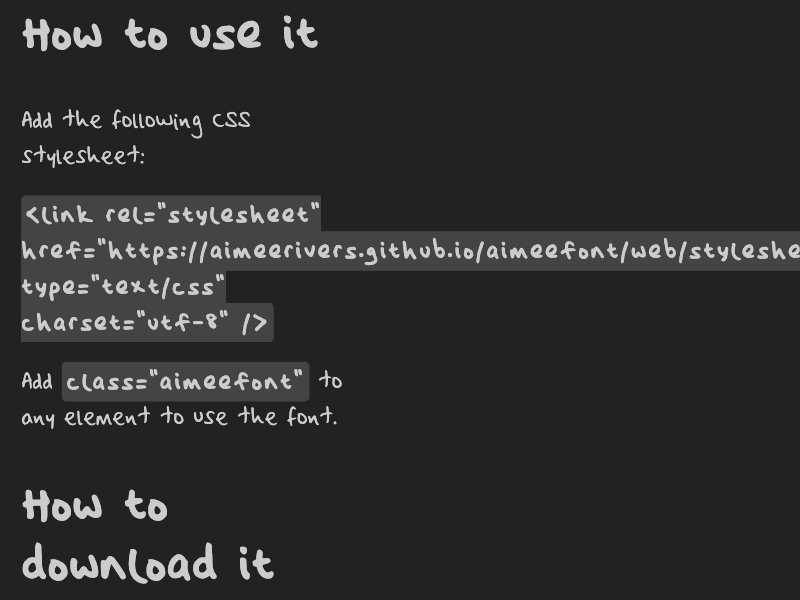 How to use it
Add the following CSS
stylesheet:
<link rel="stylesheet"
href="https://aimeerivers.github.io/aimeefont/web/styleshe
type="text/css"
charset="utf-8" />
Add class="aimeefont" to
any element to use the font.
How to
download it